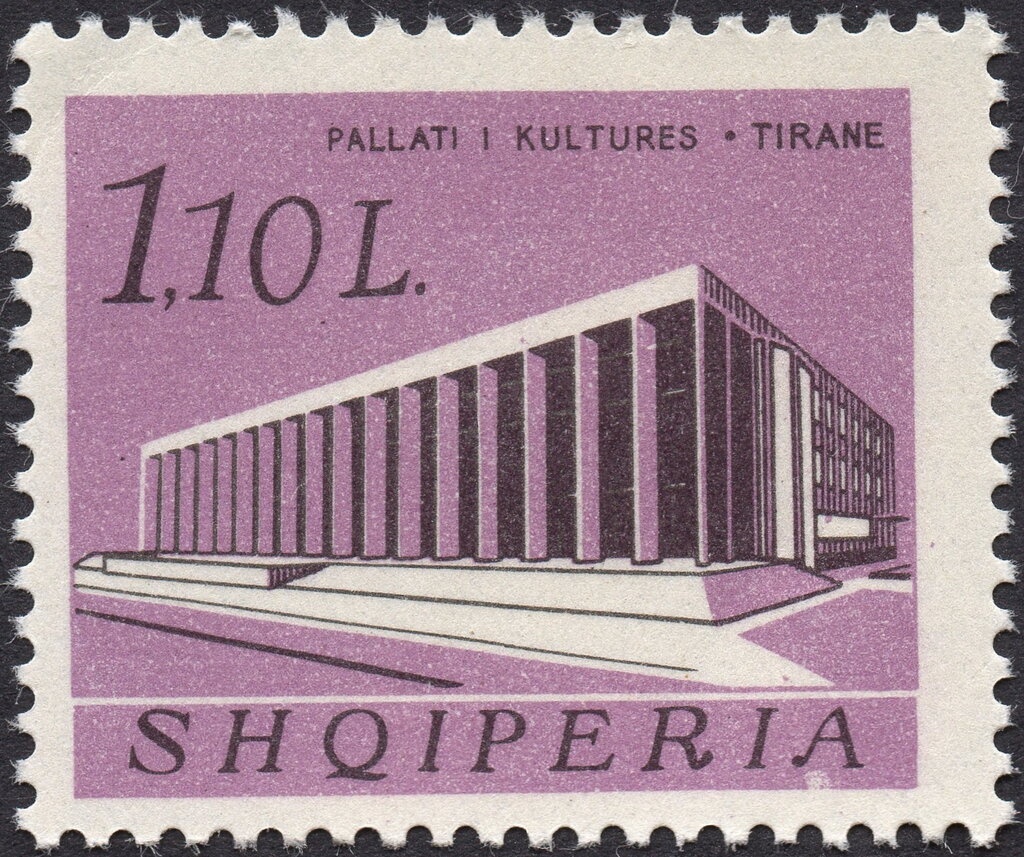 PALLATI I KULTURES • TIRANE
1,10 L.
SHQIPERIA